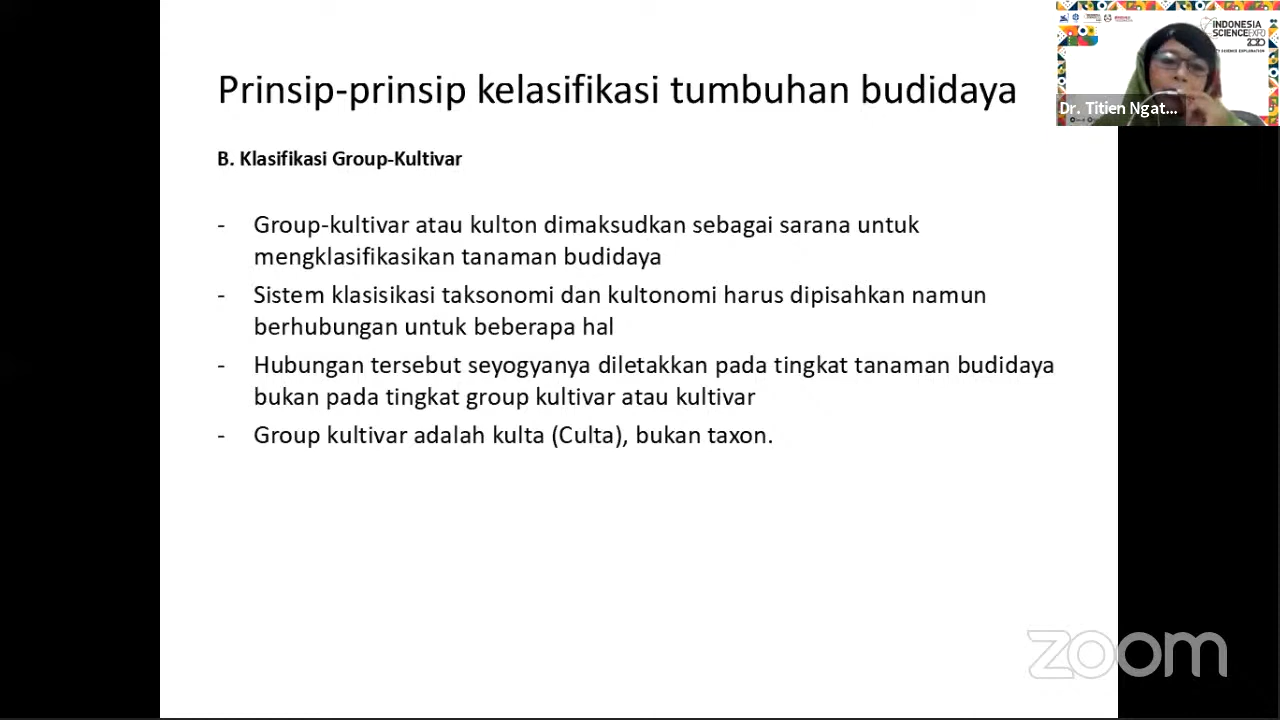 Prinsip-prinsip kelasifikasi tumbuhan budidaya
B. Klasifikasi Group-Kultivar
- Group-kultivar atau kulton dimaksudkan sebagai sarana untuk
mengklasifikasikan tanaman budidaya
- Sistem klasisikasi taksonomi dan kultonomi harus dipisahkan namun
berhubungan untuk beberapa hal
- Hubungan tersebut seyogyanya diletakkan pada tingkat tanaman budidaya
bukan pada tingkat group kultivar atau kultivar
- Group kultivar adalah kulta (Culta), bukan taxon.
INDONESIA
SCIENCE EXPO
2020
Dr. Titien Ngat...
zoom